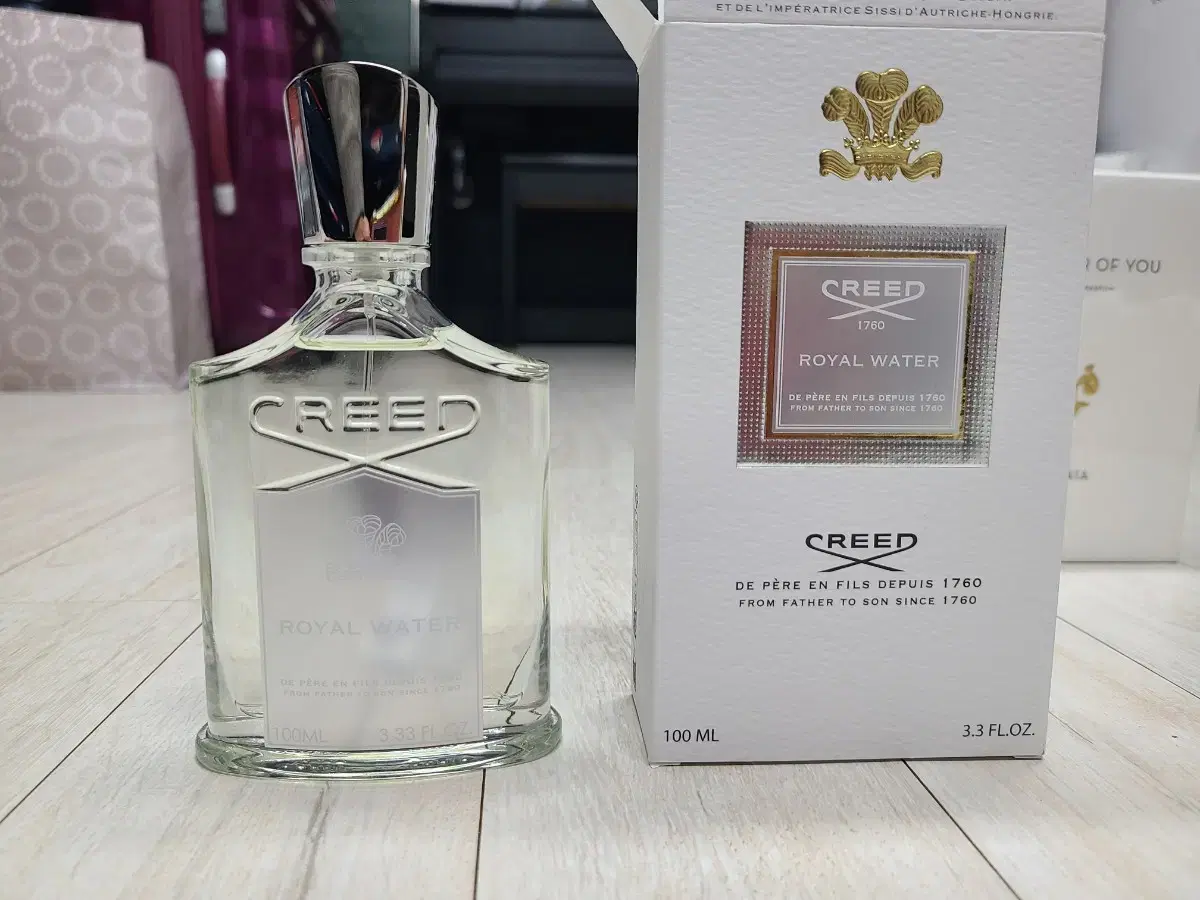 CREED
ROYAL WATER
DE PÈRE EN FILS DEPUIS 1760
FROM FATHER TO SON SINCE 1760
100ML 3.33 FL.OZ.
ET DE L'IMPÉRATRICE SISSI D'AUTRICHE-HONGRIE.
CREED
1760
ROYAL WATER
DE PÈRE EN FILS DEPUIS 1760
FROM FATHER TO SON SINCE 1760
CREED
DE PÈRE EN FILS DEPUIS 1760
FROM FATHER TO SON SINCE 1760
100 ML 3.3 FL.OZ.
OF YOU